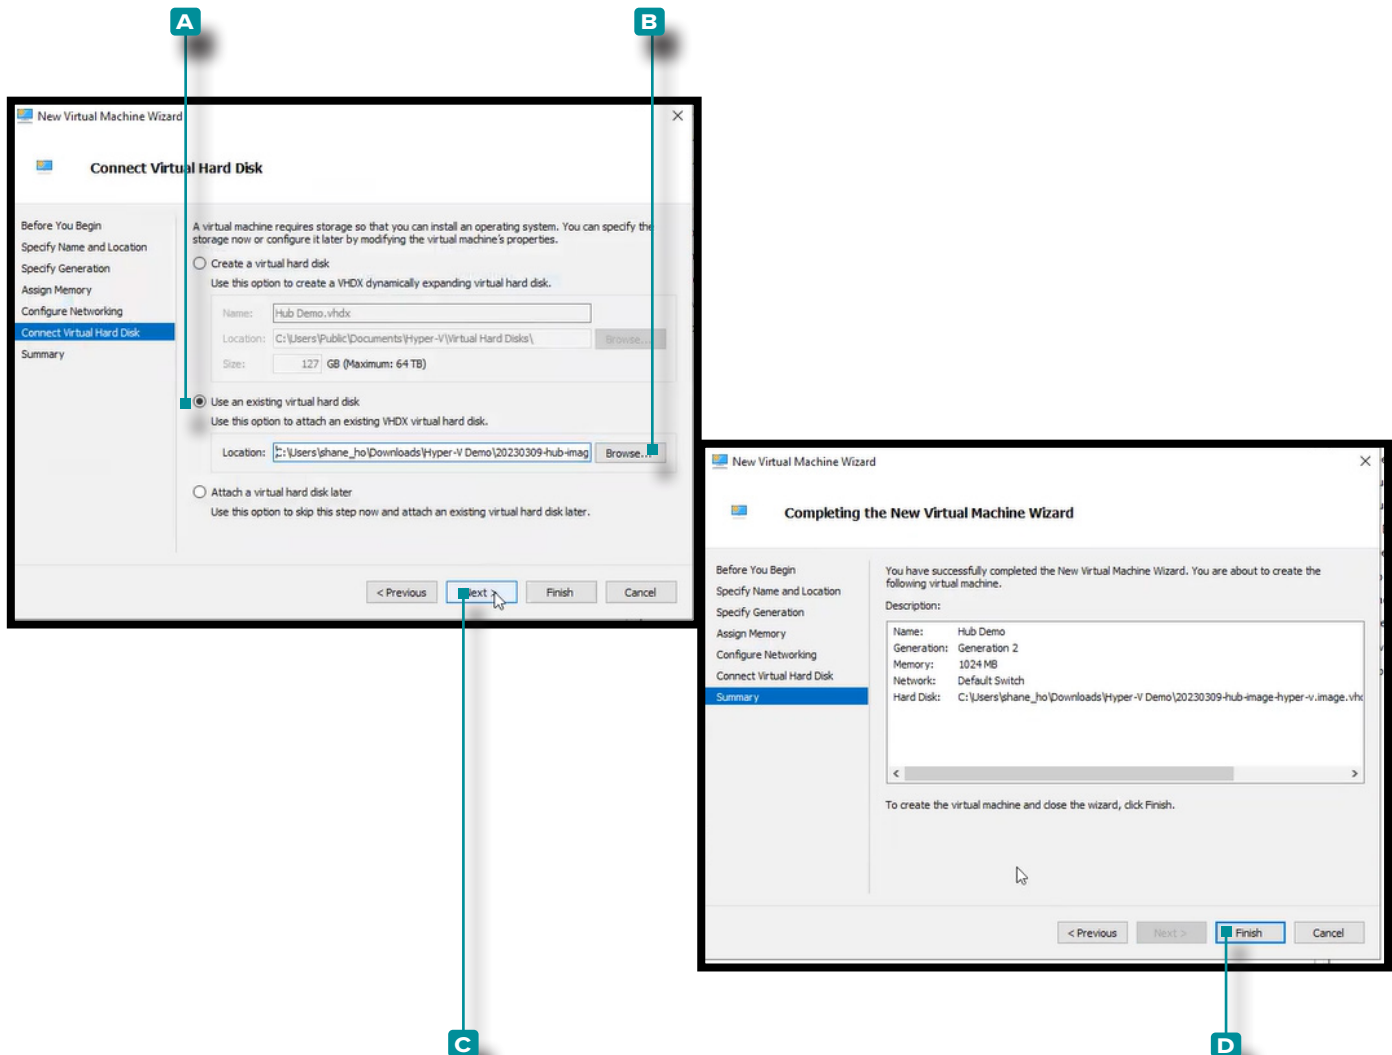 A
B
New Virtual Machine Wizard
Connect Virtual Hard Disk
Before You Begin
Specify Name and Location
Specify Generation
Assign Memory
Configure Networking
Connect Virtual Hard Disk
Summary
A virtual machine requires storage so that you can install an operating system. You can specify the
storage now or configure it later by modifying the virtual machine's properties.
Create a virtual hard disk
Use this option to create a VHDX dynamically expanding virtual hard disk.
Name: Hub Demo.vhdx
Location: C:\Users\Public\Documents\Hyper-V\Virtual Hard Disks\ Browse...
Size: 127 GB (Maximum: 64 TB)
Use an existing virtual hard disk
Use this option to attach an existing VHDX virtual hard disk.
Location: C:\Users\shane_ho\Downloads\Hyper-V Demo\20230309-hub-imag Browse...
Attach a virtual hard disk later
Use this option to skip this step now and attach an existing virtual hard disk later.
< Previous Next > Finish Cancel
New Virtual Machine Wizard
Completing the New Virtual Machine Wizard
Before You Begin
Specify Name and Location
Specify Generation
Assign Memory
Configure Networking
Connect Virtual Hard Disk
Summary
You have successfully completed the New Virtual Machine Wizard. You are about to create the
following virtual machine.
Description:
Name: Hub Demo
Generation: Generation 2
Memory: 1024 MB
Network: Default Switch
Hard Disk: C:\Users\shane_ho\Downloads\Hyper-V Demo\20230309-hub-image-hyper-v.image.vhd
To create the virtual machine and close the wizard, click Finish.
< Previous Next > Finish Cancel
C
D